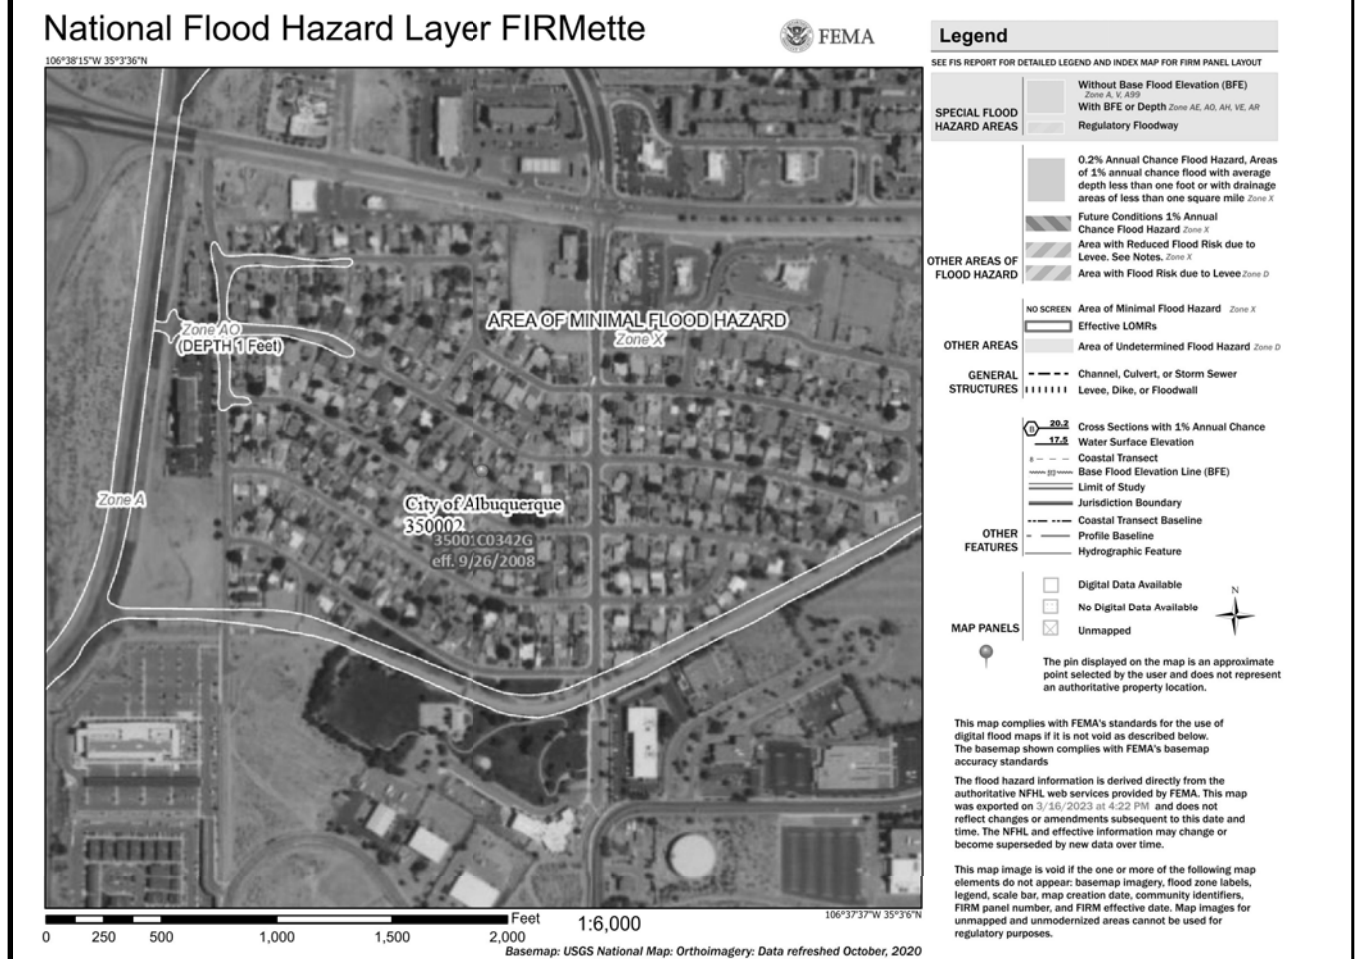 National Flood Hazard Layer FIRMette
FEMA
106°38'15"W 35°3'36"N
Zone AO
(DEPTH 1 Feet)
AREA OF MINIMAL FLOOD HAZARD
Zone X
Zone A
City of Albuquerque
350002
35001C0342G
eff. 9/26/2008
106°37'37"W 35°3'6"N
0 250 500 1,000 1,500 2,000
Feet
1:6,000
Basemap: USGS National Map: Orthoimagery: Data refreshed October, 2020
Legend
SEE FIS REPORT FOR DETAILED LEGEND AND INDEX MAP FOR FIRM PANEL LAYOUT
SPECIAL FLOOD
HAZARD AREAS
Without Base Flood Elevation (BFE)
Zone A, V, A99
With BFE or Depth Zone AE, AO, AH, VE, AR
Regulatory Floodway
OTHER AREAS OF
FLOOD HAZARD
0.2% Annual Chance Flood Hazard, Areas
of 1% annual chance flood with average
depth less than one foot or with drainage
areas of less than one square mile Zone X
Future Conditions 1% Annual
Chance Flood Hazard Zone X
Area with Reduced Flood Risk due to
Levee. See Notes. Zone X
Area with Flood Risk due to Levee Zone D
OTHER AREAS
NO SCREEN Area of Minimal Flood Hazard Zone X
Effective LOMRs
Area of Undetermined Flood Hazard Zone D
GENERAL
STRUCTURES
Channel, Culvert, or Storm Sewer
Levee, Dike, or Floodwall
OTHER
FEATURES
B 20.2 Cross Sections with 1% Annual Chance
17.5 Water Surface Elevation
8 Coastal Transect
513 Base Flood Elevation Line (BFE)
Limit of Study
Jurisdiction Boundary
Coastal Transect Baseline
Profile Baseline
Hydrographic Feature
MAP PANELS
Digital Data Available
No Digital Data Available
Unmapped
N
The pin displayed on the map is an approximate
point selected by the user and does not represent
an authoritative property location.
This map complies with FEMA's standards for the use of
digital flood maps if it is not void as described below.
The basemap shown complies with FEMA's basemap
accuracy standards
The flood hazard information is derived directly from the
authoritative NFHL web services provided by FEMA. This map
was exported on 3/16/2023 at 4:22 PM and does not
reflect changes or amendments subsequent to this date and
time. The NFHL and effective information may change or
become superseded by new data over time.
This map image is void if the one or more of the following map
elements do not appear: basemap imagery, flood zone labels,
legend, scale bar, map creation date, community identifiers,
FIRM panel number, and FIRM effective date. Map images for
unmapped and unmodernized areas cannot be used for
regulatory purposes.